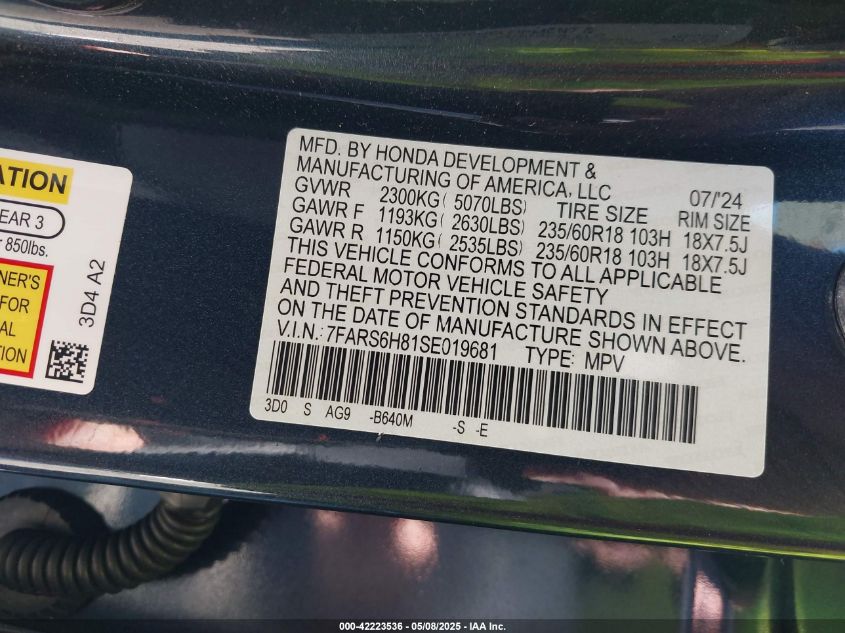 ATION
EAR 3
850lbs.
NER'S
FOR
AL
3D4 A2
MFD. BY HONDA DEVELOPMENT &
MANUFACTURING OF AMERICA, LLC 07/'24
GVWR 2300KG ( 5070LBS) TIRE SIZE RIM SIZE
GAWR F 1193KG ( 2630LBS) 235/60R18 103H 18X7.5J
GAWR R 1150KG ( 2535LBS) 235/60R18 103H 18X7.5J
THIS VEHICLE CONFORMS TO ALL APPLICABLE
FEDERAL MOTOR VEHICLE SAFETY
AND THEFT PREVENTION STANDARDS IN EFFECT
ON THE DATE OF MANUFACTURE SHOWN ABOVE.
V.I.N.: 7FARS6H81SE019681 TYPE: MPV
3D0 S AG9 -B640M -S -E
000-42223536 - 05/08/2025 - IAA Inc.